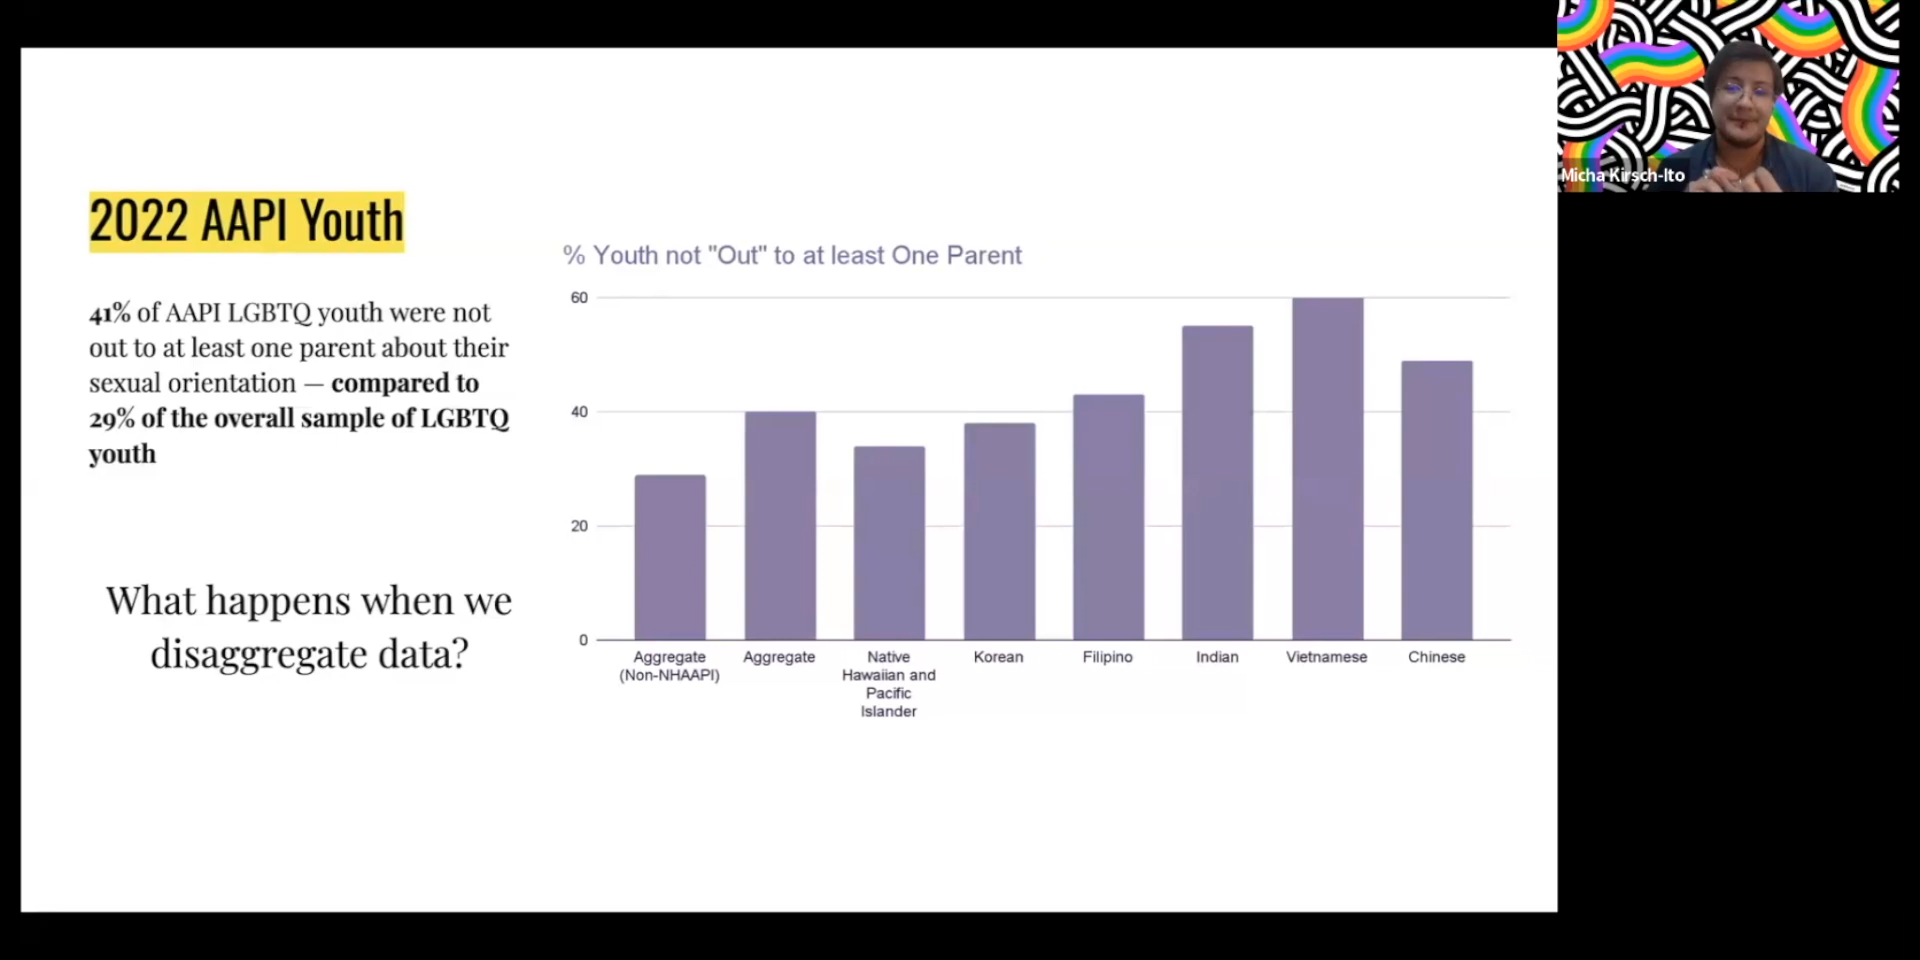 2022 AAPI Youth
41% of AAPI LGBTQ youth were not
out to at least one parent about their
sexual orientation — compared to
29% of the overall sample of LGBTQ
youth
What happens when we
disaggregate data?
% Youth not "Out" to at least One Parent
60
40
20
0
Aggregate
(Non-NHAAPI)
Aggregate
Native
Hawaiian and
Pacific
Islander
Korean
Filipino
Indian
Vietnamese
Chinese
Micha Kirsch-Ito